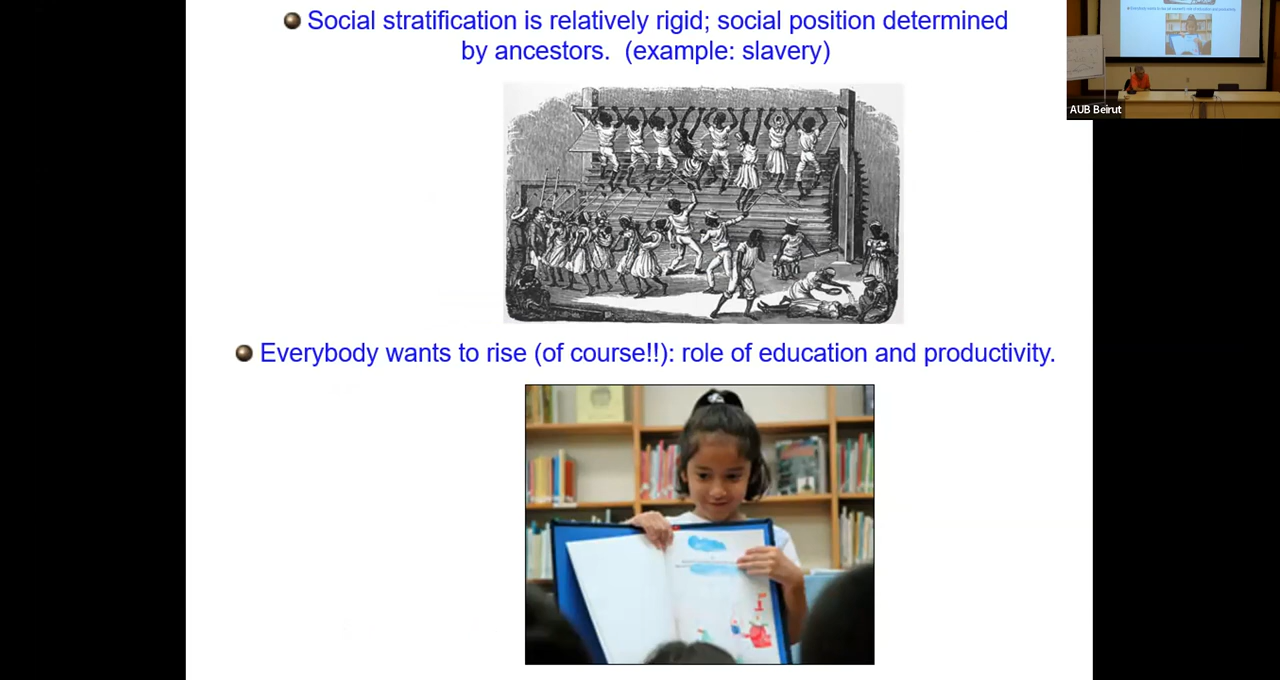 Social stratification is relatively rigid; social position determined
by ancestors. (example: slavery)
Everybody wants to rise (of course!!): role of education and productivity.
AUB Beirut